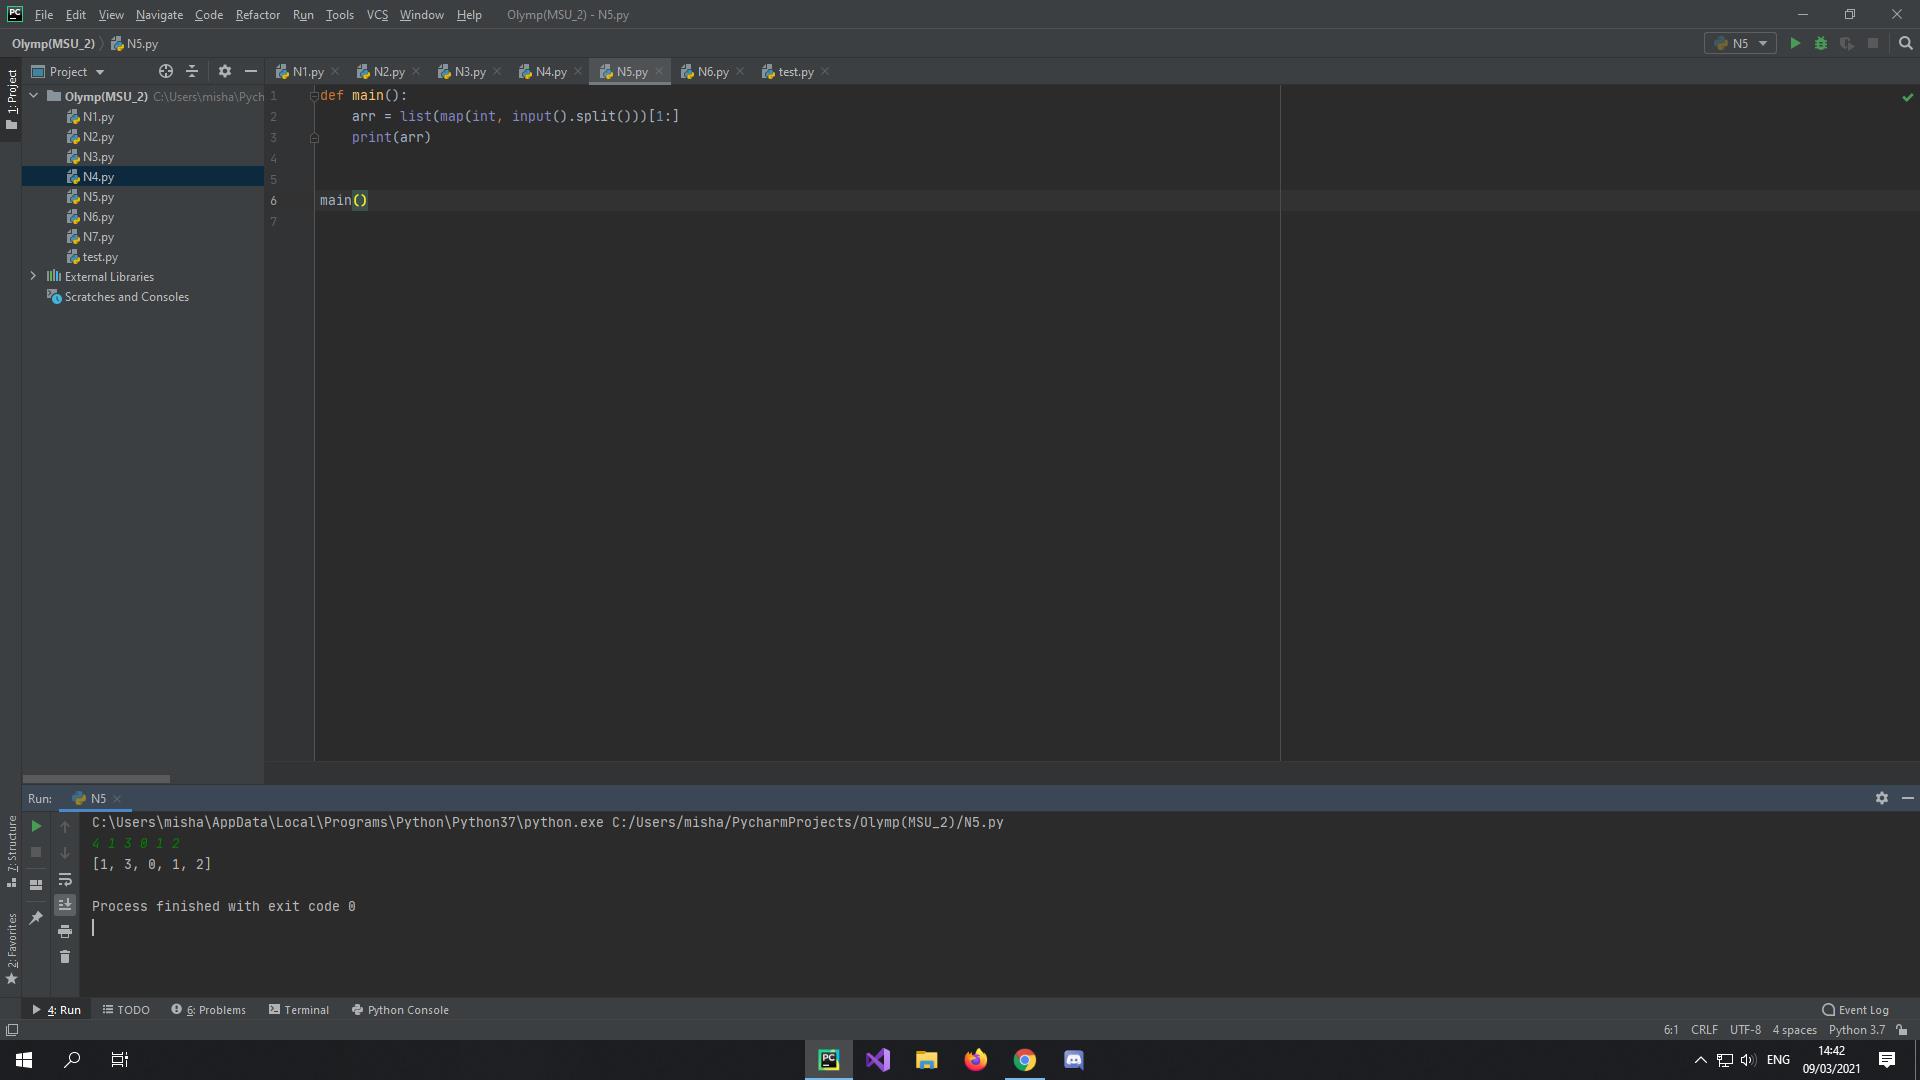 PC File Edit View Navigate Code Refactor Run Tools VCS Window Help Olymp(MSU_2) - N5.py
Olymp(MSU_2) N5.py N5
1: Project
Project
N1.py N2.py N3.py N4.py N5.py N6.py test.py
Olymp(MSU_2) C:\Users\misha\Pych
N1.py
N2.py
N3.py
N4.py
N5.py
N6.py
N7.py
test.py
External Libraries
Scratches and Consoles
1 def main():
2 arr = list(map(int, input().split()))[1:]
3 print(arr)
4
5
6 main()
7
Run: N5
7: Structure
2: Favorites
C:\Users\misha\AppData\Local\Programs\Python\Python37\python.exe C:/Users/misha/PycharmProjects/Olymp(MSU_2)/N5.py
4 1 3 0 1 2
[1, 3, 0, 1, 2]
Process finished with exit code 0
4: Run TODO 6: Problems Terminal Python Console Event Log
6:1 CRLF UTF-8 4 spaces Python 3.7
PC ENG 14:42
09/03/2021